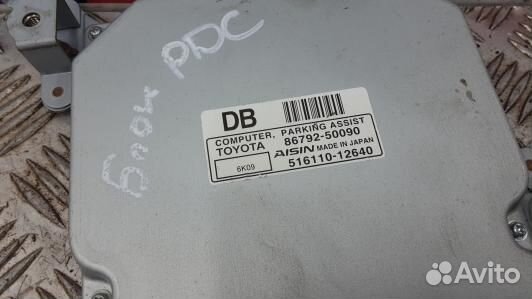 Блок PDC
DB
COMPUTER, PARKING ASSIST
TOYOTA 86792-50090
6K09 AISIN MADE IN JAPAN
516110-12640
Avito